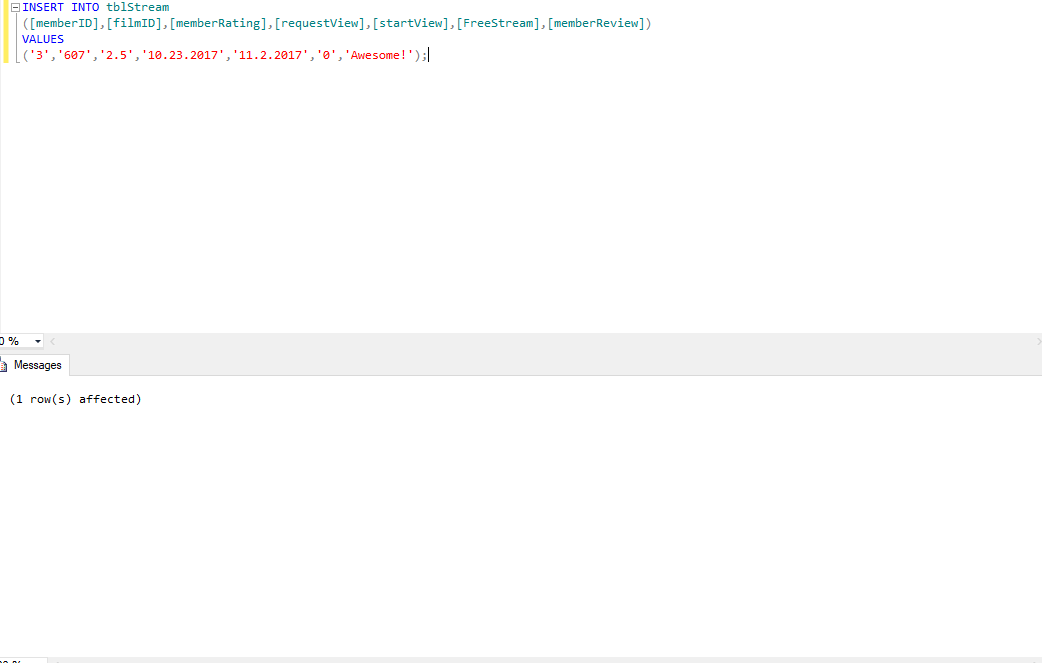 INSERT INTO tblStream
([memberID],[filmID],[memberRating],[requestView],[startView],[FreeStream],[memberReview])
VALUES
('3','607','2.5','10.23.2017','11.2.2017','0','Awesome!');
0 %
Messages
(1 row(s) affected)